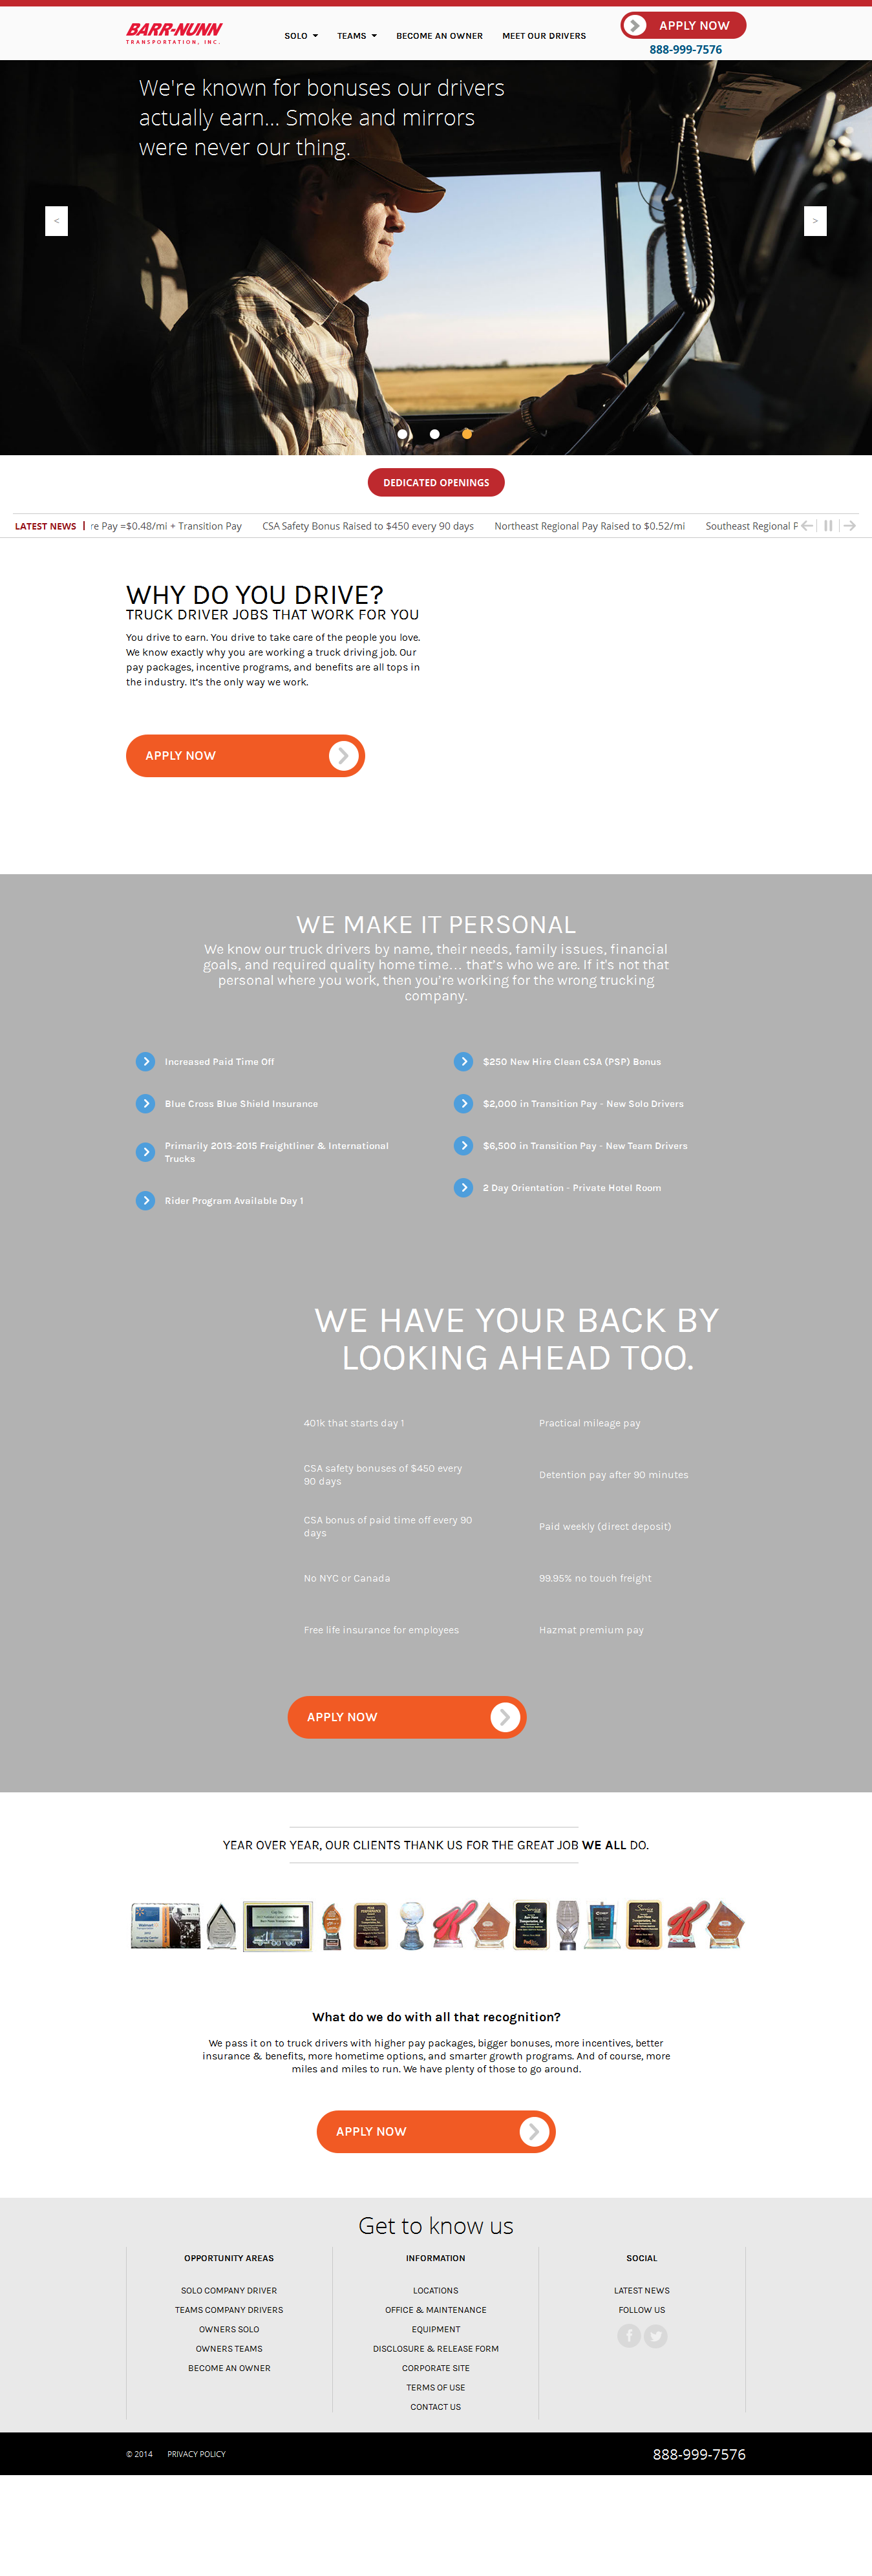 BARR-NUNN
TRANSPORTATION, INC.
SOLO
TEAMS
BECOME AN OWNER
MEET OUR DRIVERS
APPLY NOW
888-999-7576
We're known for bonuses our drivers
actually earn... Smoke and mirrors
were never our thing.
<
>
DEDICATED OPENINGS
LATEST NEWS
re Pay =$0.48/mi + Transition Pay
CSA Safety Bonus Raised to $450 every 90 days
Northeast Regional Pay Raised to $0.52/mi
Southeast Regional P
WHY DO YOU DRIVE?
TRUCK DRIVER JOBS THAT WORK FOR YOU
You drive to earn. You drive to take care of the people you love.
We know exactly why you are working a truck driving job. Our
pay packages, incentive programs, and benefits are all tops in
the industry. It's the only way we work.
APPLY NOW
WE MAKE IT PERSONAL
We know our truck drivers by name, their needs, family issues, financial
goals, and required quality home time… that's who we are. If it's not that
personal where you work, then you're working for the wrong trucking
company.
Increased Paid Time Off
Blue Cross Blue Shield Insurance
Primarily 2013-2015 Freightliner & International
Trucks
Rider Program Available Day 1
$250 New Hire Clean CSA (PSP) Bonus
$2,000 in Transition Pay - New Solo Drivers
$6,500 in Transition Pay - New Team Drivers
2 Day Orientation - Private Hotel Room
WE HAVE YOUR BACK BY
LOOKING AHEAD TOO.
401k that starts day 1
CSA safety bonuses of $450 every
90 days
CSA bonus of paid time off every 90
days
No NYC or Canada
Free life insurance for employees
Practical mileage pay
Detention pay after 90 minutes
Paid weekly (direct deposit)
99.95% no touch freight
Hazmat premium pay
APPLY NOW
YEAR OVER YEAR, OUR CLIENTS THANK US FOR THE GREAT JOB WE ALL DO.
What do we do with all that recognition?
We pass it on to truck drivers with higher pay packages, bigger bonuses, more incentives, better
insurance & benefits, more hometime options, and smarter growth programs. And of course, more
miles and miles to run. We have plenty of those to go around.
APPLY NOW
Get to know us
OPPORTUNITY AREAS
SOLO COMPANY DRIVER
TEAMS COMPANY DRIVERS
OWNERS SOLO
OWNERS TEAMS
BECOME AN OWNER
INFORMATION
LOCATIONS
OFFICE & MAINTENANCE
EQUIPMENT
DISCLOSURE & RELEASE FORM
CORPORATE SITE
TERMS OF USE
CONTACT US
SOCIAL
LATEST NEWS
FOLLOW US
© 2014
PRIVACY POLICY
888-999-7576